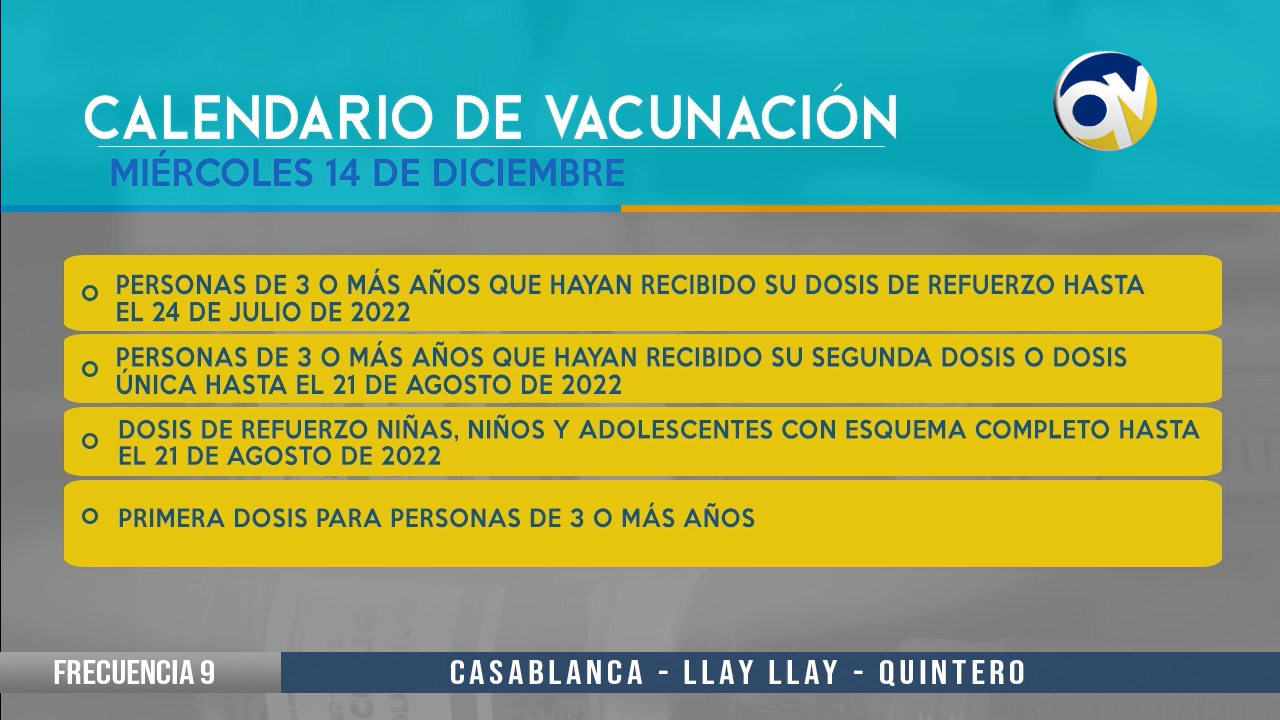 CALENDARIO DE VACUNACIÓN
MIÉRCOLES 14 DE DICIEMBRE
PERSONAS DE 3 O MÁS AÑOS QUE HAYAN RECIBIDO SU DOSIS DE REFUERZO HASTA
EL 24 DE JULIO DE 2022
PERSONAS DE 3 O MÁS AÑOS QUE HAYAN RECIBIDO SU SEGUNDA DOSIS O DOSIS
ÚNICA HASTA EL 21 DE AGOSTO DE 2022
DOSIS DE REFUERZO NIÑAS, NIÑOS Y ADOLESCENTES CON ESQUEMA COMPLETO HASTA
EL 21 DE AGOSTO DE 2022
PRIMERA DOSIS PARA PERSONAS DE 3 O MÁS AÑOS
FRECUENCIA 9
CASABLANCA - LLAY LLAY - QUINTERO